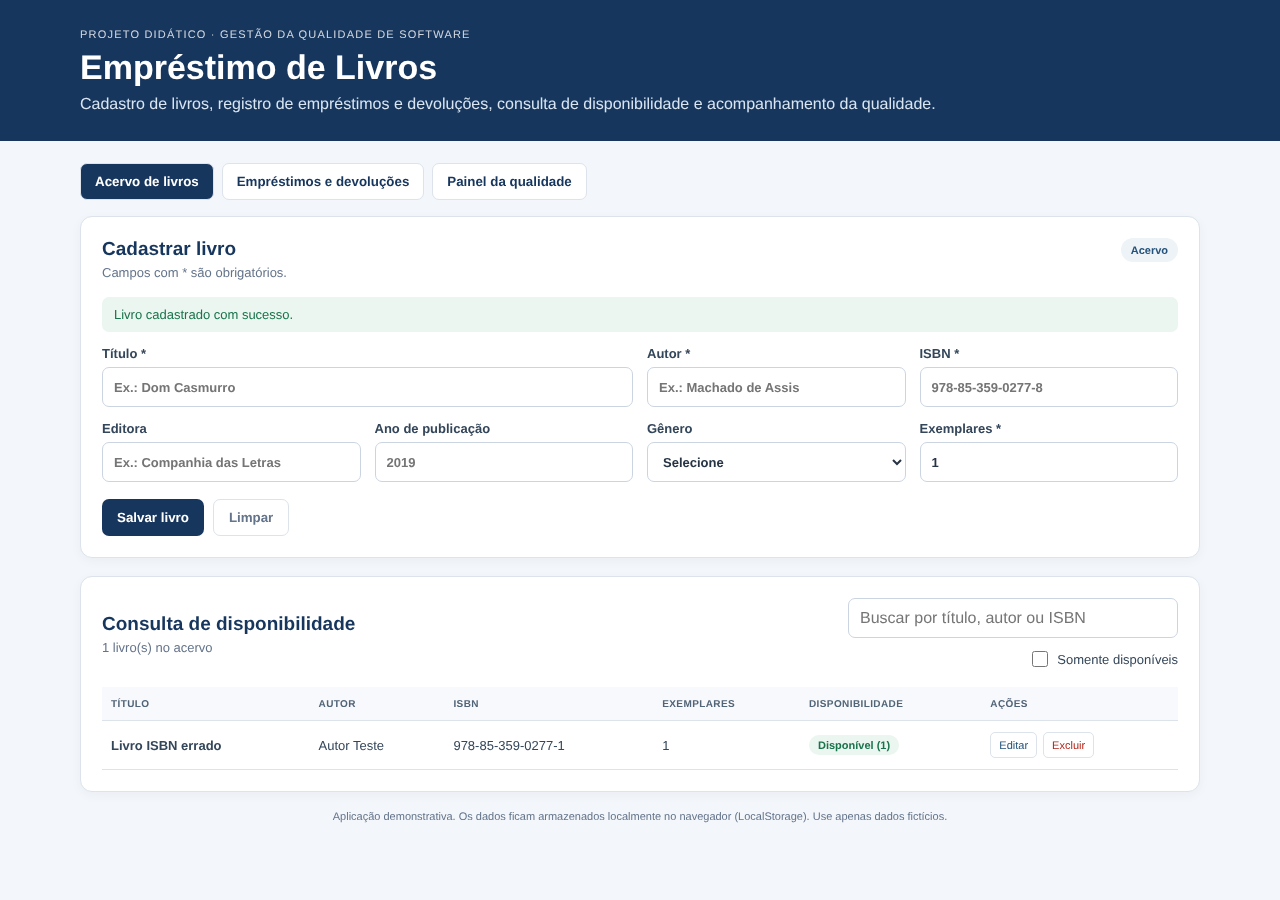 PROJETO DIDÁTICO · GESTÃO DA QUALIDADE DE SOFTWARE
Empréstimo de Livros
Cadastro de livros, registro de empréstimos e devoluções, consulta de disponibilidade e acompanhamento da qualidade.
Acervo de livros Empréstimos e devoluções Painel da qualidade
Cadastrar livro
Acervo
Campos com * são obrigatórios.
Livro cadastrado com sucesso.
Título * Autor * ISBN *
Ex.: Dom Casmurro Ex.: Machado de Assis 978-85-359-0277-8
Editora Ano de publicação Gênero Exemplares *
Ex.: Companhia das Letras 2019 Selecione 1
Salvar livro Limpar
Consulta de disponibilidade
1 livro(s) no acervo
Buscar por título, autor ou ISBN
Somente disponíveis
TÍTULO AUTOR ISBN EXEMPLARES DISPONIBILIDADE AÇÕES
Livro ISBN errado Autor Teste 978-85-359-0277-1 1 Disponível (1) Editar Excluir
Aplicação demonstrativa. Os dados ficam armazenados localmente no navegador (LocalStorage). Use apenas dados fictícios.